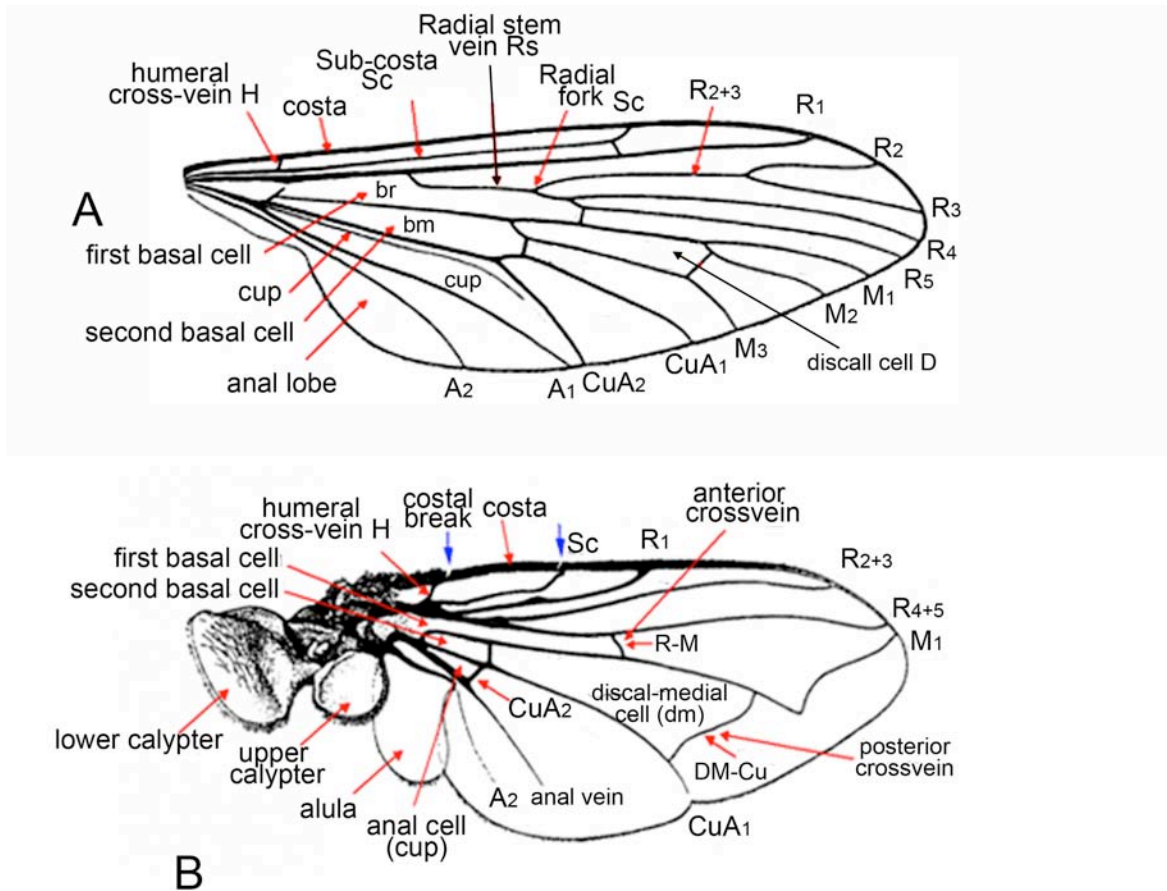 Radial stem
vein Rs
Sub-costa
Sc
humeral
cross-vein H
costa
Radial
fork
Sc
R2+3
R1
R2
A
br
bm
R3
R4
R5
first basal cell
cup
cup
M1
M2
second basal cell
M3
discall cell D
anal lobe
CuA1
A2
A1
CuA2
humeral
cross-vein H
costal
break
costa
Sc
R1
anterior
crossvein
R2+3
first basal cell
second basal cell
R4+5
M1
R-M
discal-medial
cell (dm)
CuA2
lower calypter
upper
calypter
posterior
crossvein
DM-Cu
alula
A2 anal vein
anal cell
(cup)
CuA1
B